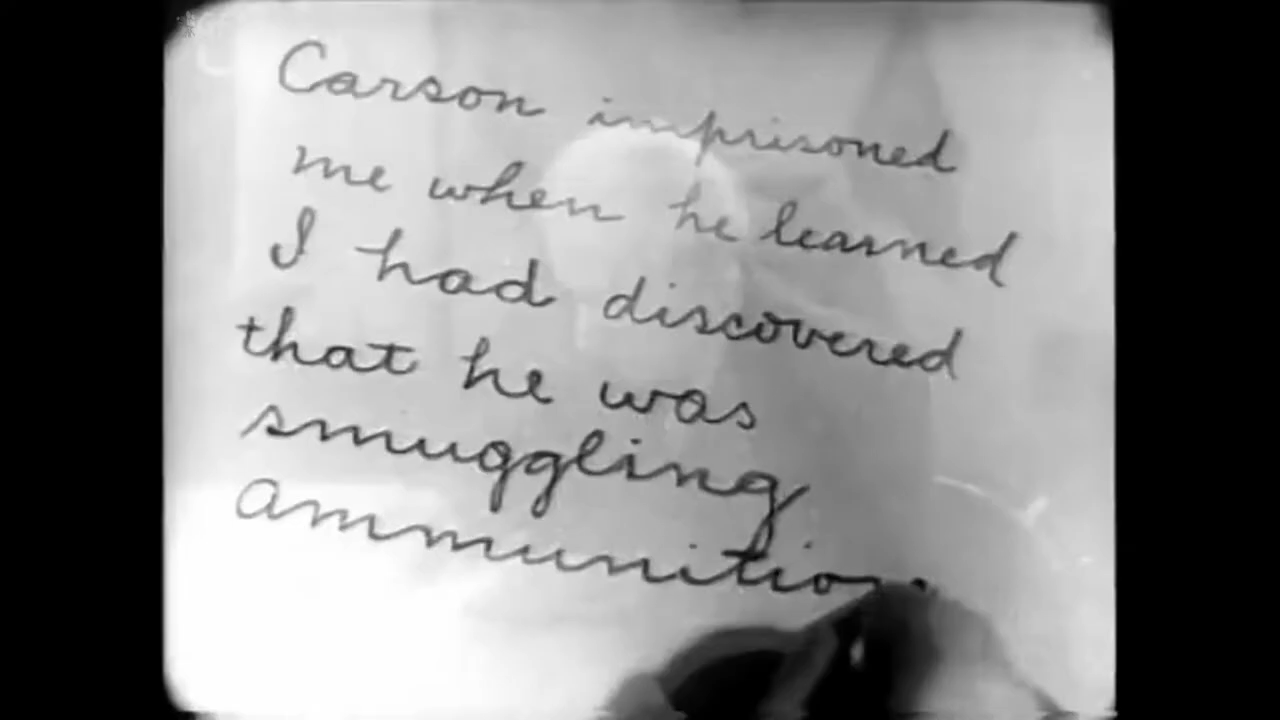 Carson imprisoned
me when he learned
I had discovered
that he was
smuggling
ammunition.